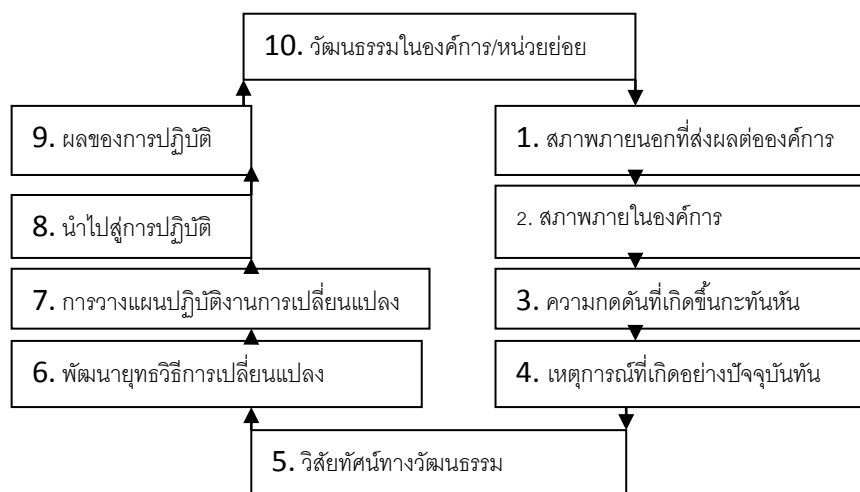 10. วัฒนธรรมในองค์การ/หน่วยย่อย
1. สภาพภายนอกที่ส่งผลต่อองค์การ
2. สภาพภายในองค์การ
3. ความกดดันที่เกิดขึ้นกะทันหัน
4. เหตุการณ์ที่เกิดอย่างปัจจุบันทัน
5. วิสัยทัศน์ทางวัฒนธรรม
6. พัฒนายุทธวิธีการเปลี่ยนแปลง
7. การวางแผนปฏิบัติงานการเปลี่ยนแปลง
8. นำไปสู่การปฏิบัติ
9. ผลของการปฏิบัติ